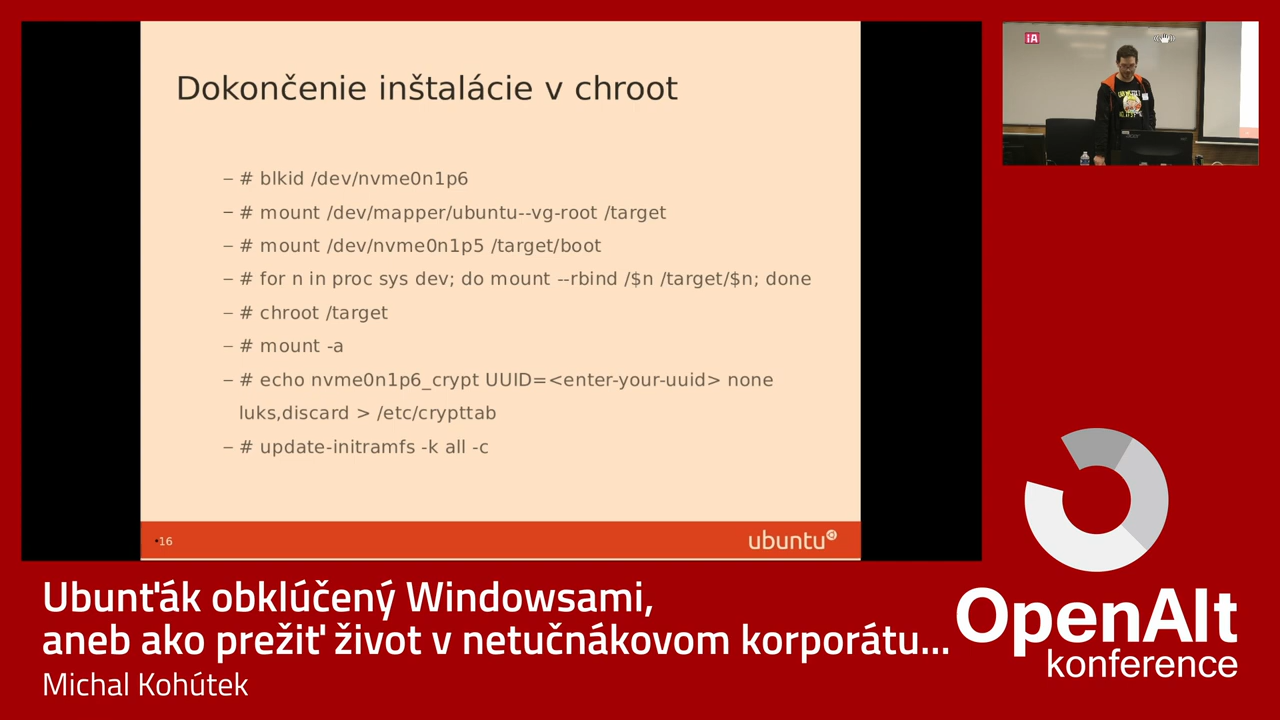 Dokončenie inštalácie v chroot
– # blkid /dev/nvme0n1p6
– # mount /dev/mapper/ubuntu--vg-root /target
– # mount /dev/nvme0n1p5 /target/boot
– # for n in proc sys dev; do mount --rbind /$n /target/$n; done
– # chroot /target
– # mount -a
– # echo nvme0n1p6_crypt UUID=<enter-your-uuid> none
luks,discard > /etc/crypttab
– # update-initramfs -k all -c
•16
ubuntu
Ubunťák obklúčený Windowsami,
aneb ako prežiť život v netučnákovom korporátu...
Michal Kohútek
OpenAlt
konference